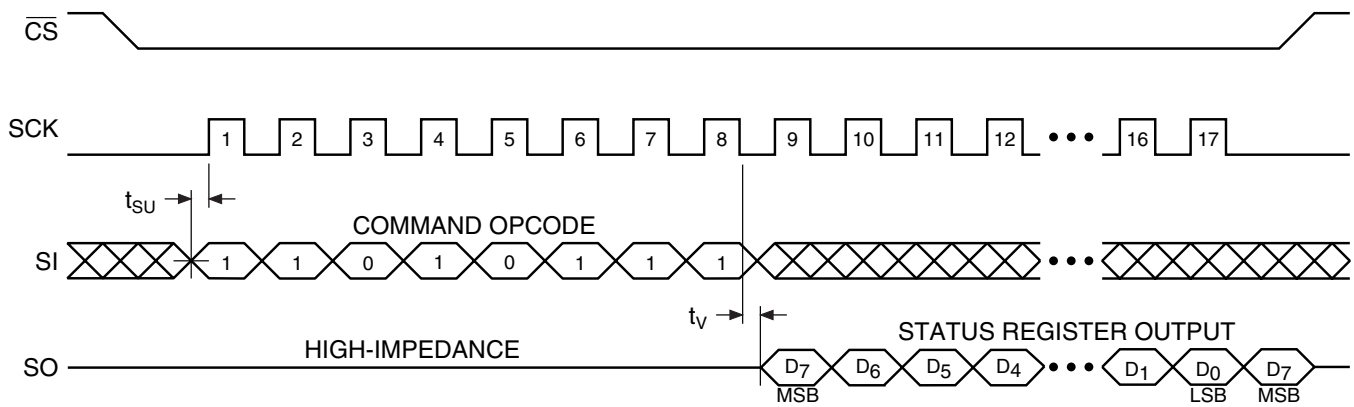 CS
SCK 1 2 3 4 5 6 7 8 9 10 11 12 ••• 16 17
tSU
COMMAND OPCODE
SI 1 1 0 1 0 1 1 1 •••
tV
STATUS REGISTER OUTPUT
HIGH-IMPEDANCE
SO D7 D6 D5 D4 ••• D1 D0 D7
MSB LSB MSB